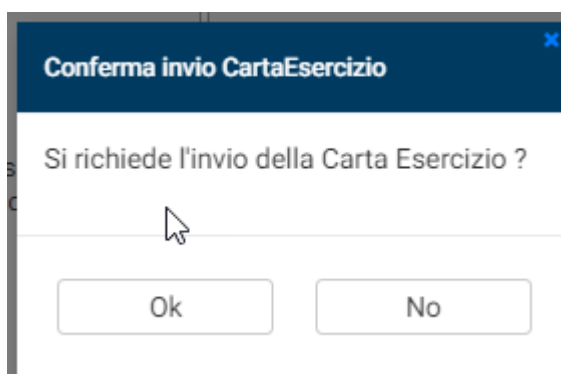 Conferma invio CartaEsercizio
Si richiede l'invio della Carta Esercizio ?
Ok
No